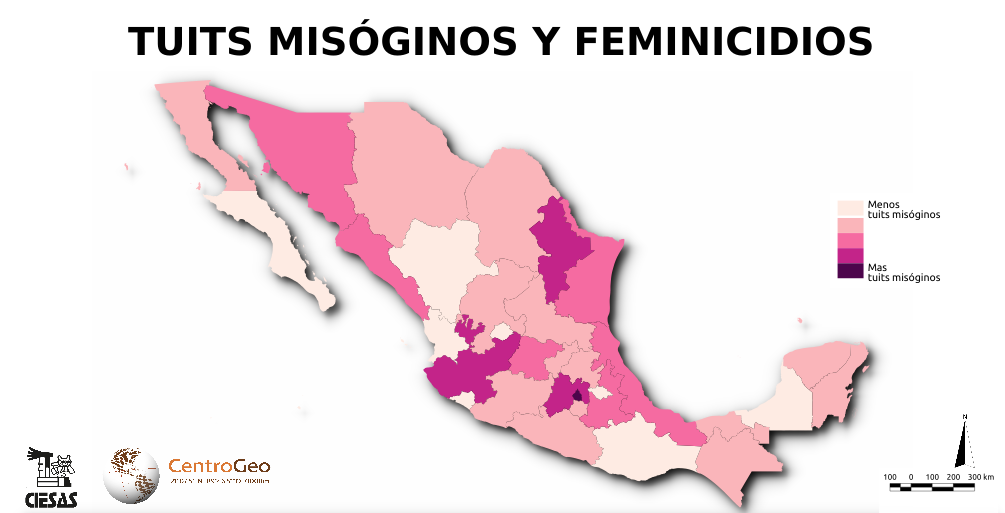 TUITS MISÓGINOS Y FEMINICIDIOS
Menos
tuits misóginos
Mas
tuits misóginos
N
100 0 100 200 300 km
CIESAS
CentroGeo